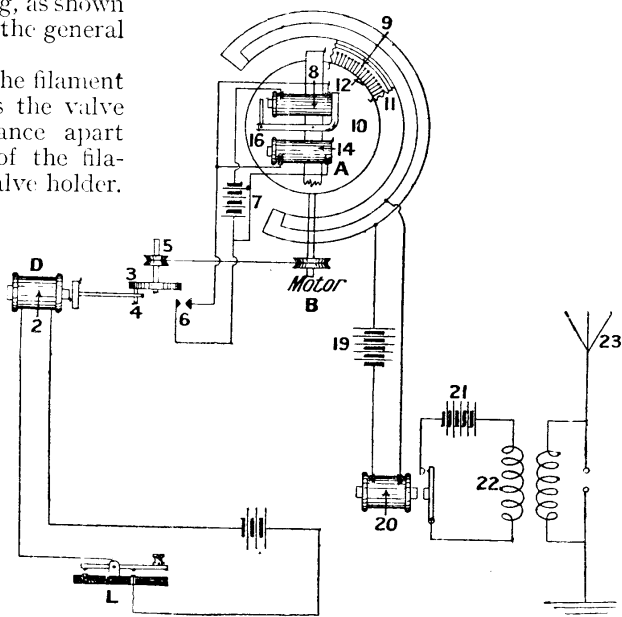 g, as shown
the general
he filament
s the valve
ance apart
of the fila-
alve holder.
9
8
12
11
10
16
14
A
7
5
D
3
4
6
2
Motor
B
19
23
21
22.
20
L